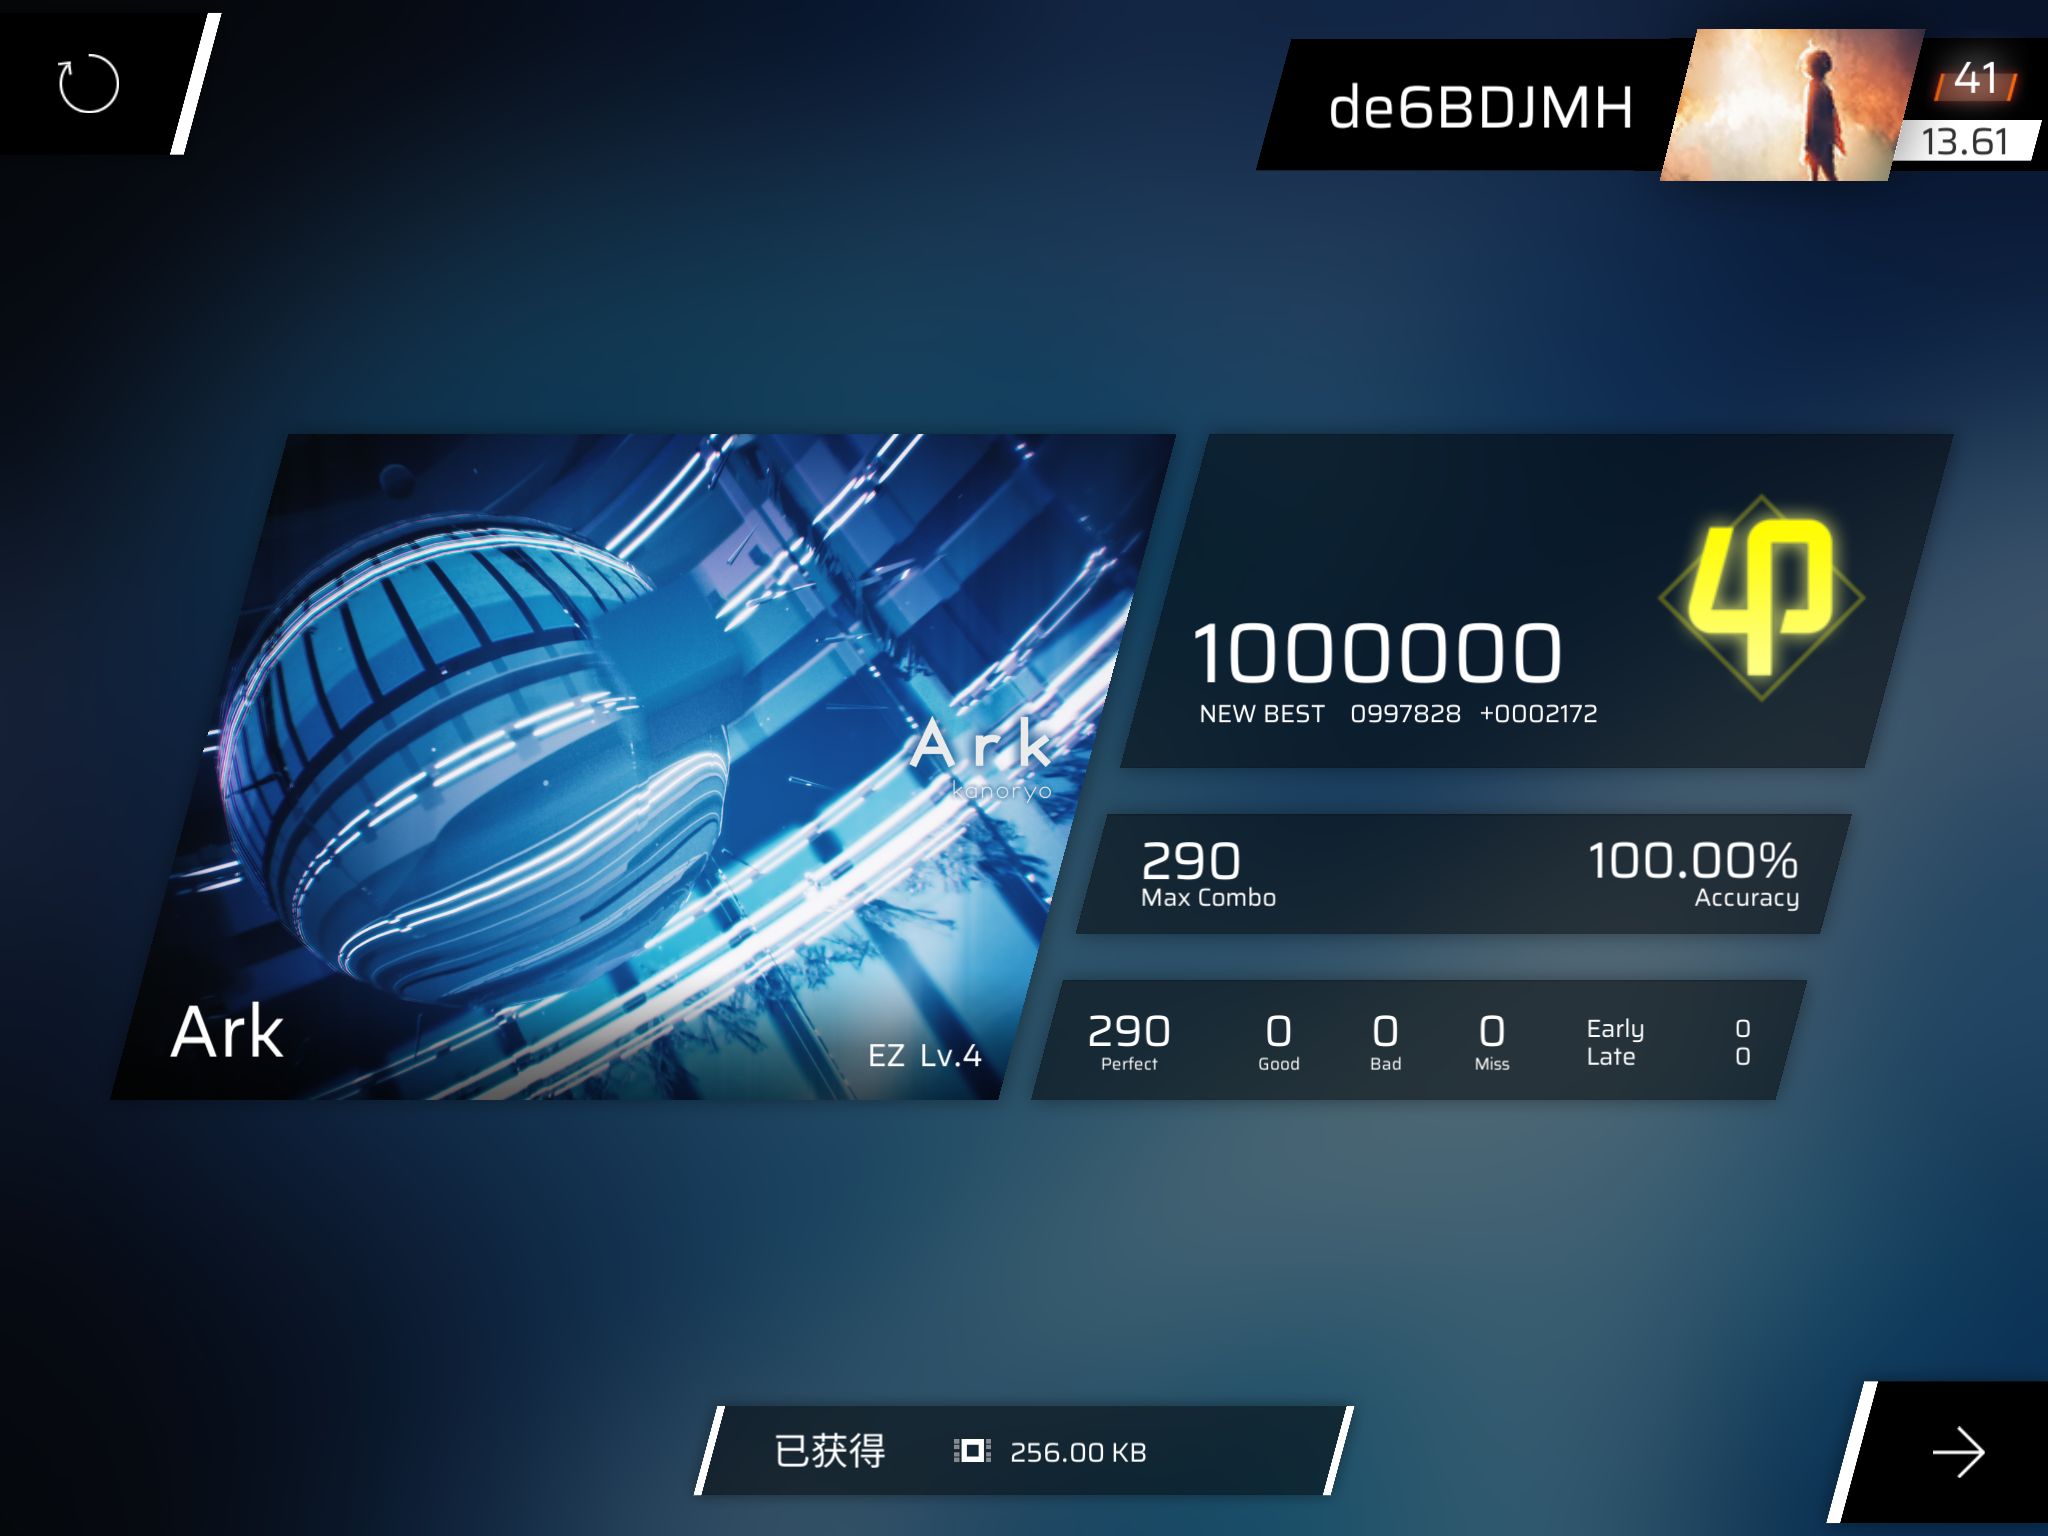 de6BDJMH
41
13.61
Ark
kanoryo
Ark
EZ Lv.4
1000000
NEW BEST 0997828 +0002172
290
Max Combo
100.00%
Accuracy
290
Perfect
0
Good
0
Bad
0
Miss
Early 0
Late 0
已获得 256.00 KB